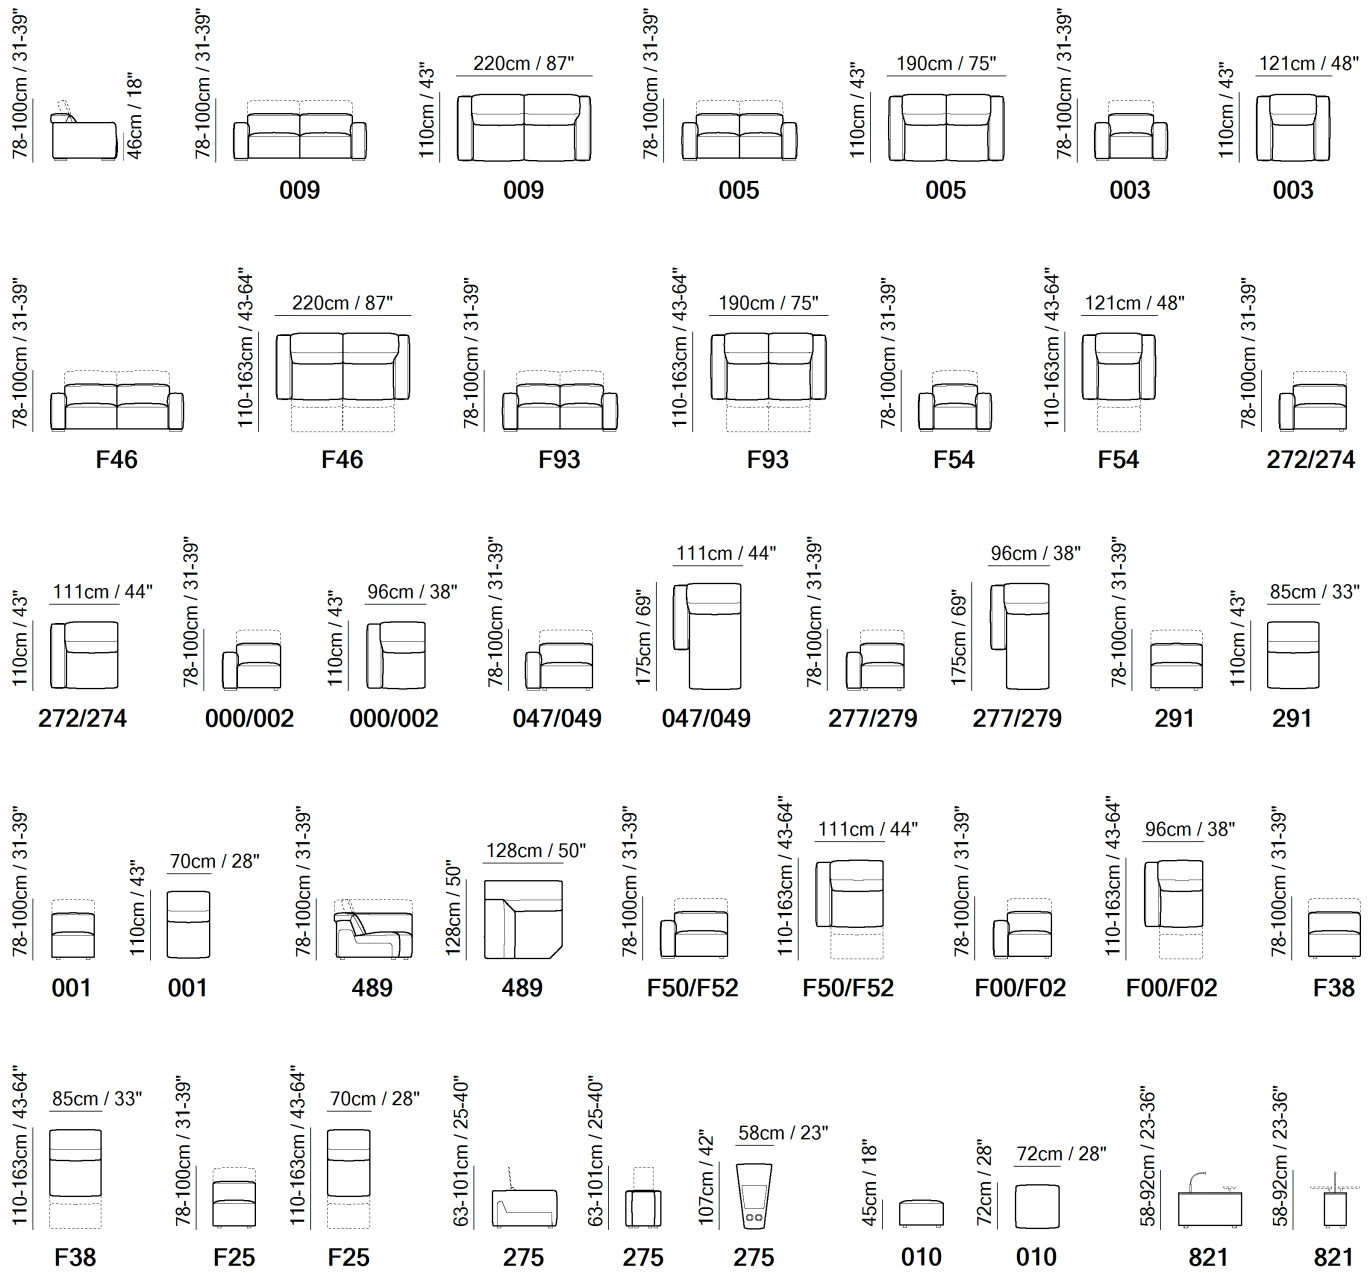 78-100cm / 31-39"
46cm / 18"
78-100cm / 31-39"
009
110cm / 43"
220cm / 87"
009
78-100cm / 31-39"
005
110cm / 43"
190cm / 75"
005
78-100cm / 31-39"
003
110cm / 43"
121cm / 48"
003
78-100cm / 31-39"
F46
110-163cm / 43-64"
220cm / 87"
F46
78-100cm / 31-39"
F93
110-163cm / 43-64"
190cm / 75"
F93
78-100cm / 31-39"
F54
110-163cm / 43-64"
121cm / 48"
F54
78-100cm / 31-39"
272/274
110cm / 43"
111cm / 44"
272/274
78-100cm / 31-39"
000/002
110cm / 43"
96cm / 38"
000/002
78-100cm / 31-39"
047/049
175cm / 69"
111cm / 44"
047/049
78-100cm / 31-39"
277/279
175cm / 69"
96cm / 38"
277/279
78-100cm / 31-39"
291
110cm / 43"
85cm / 33"
291
78-100cm / 31-39"
001
110cm / 43"
70cm / 28"
001
78-100cm / 31-39"
489
128cm / 50"
128cm / 50"
489
78-100cm / 31-39"
F50/F52
110-163cm / 43-64"
111cm / 44"
F50/F52
78-100cm / 31-39"
F00/F02
110-163cm / 43-64"
96cm / 38"
F00/F02
78-100cm / 31-39"
F38
110-163cm / 43-64"
85cm / 33"
F38
78-100cm / 31-39"
F25
110-163cm / 43-64"
70cm / 28"
F25
63-101cm / 25-40"
275
63-101cm / 25-40"
275
107cm / 42"
58cm / 23"
275
45cm / 18"
010
72cm / 28"
72cm / 28"
010
58-92cm / 23-36"
821
58-92cm / 23-36"
821